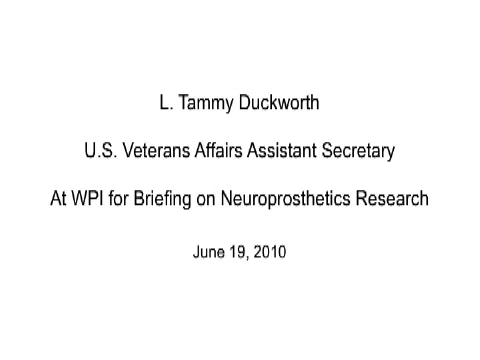 L. Tammy Duckworth
U.S. Veterans Affairs Assistant Secretary
At WPI for Briefing on Neuroprosthetics Research
June 19, 2010